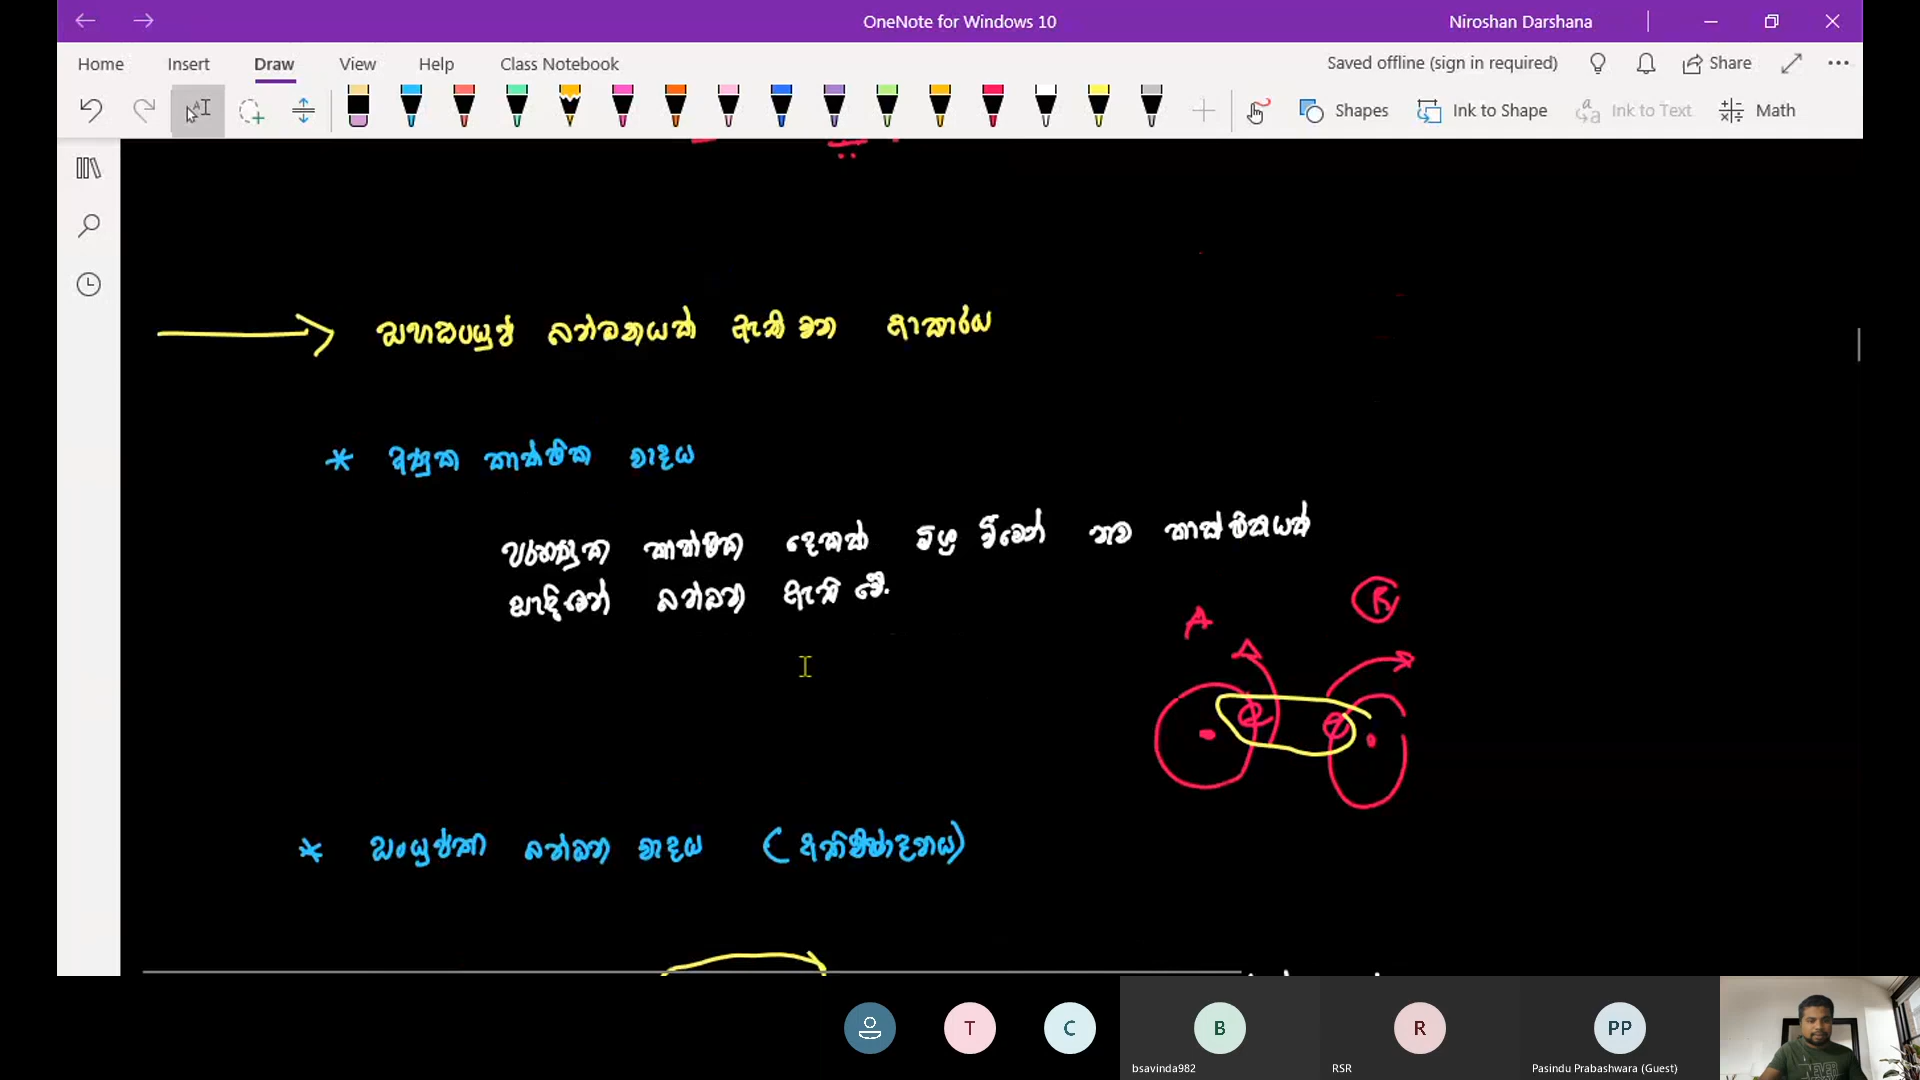 OneNote for Windows 10
Niroshan Darshana
Home Insert Draw View Help Class Notebook
Saved offline (sign in required) Share
Shapes Ink to Shape Ink to Text Math
සහසංයුජ බන්ධනයක් ඇති වන ආකාරය
* අණුක කාක්ෂික වාදය
පරමාණුක කාක්ෂික දෙකක් මිශ්‍ර වීමෙන් නව කාක්ෂිකයක්
සෑදීමෙන් බන්ධන ඇති වේ.
A
B
* සංයුජතා බන්ධන වාදය (අතිච්ඡාදනය)
T C B R PP
bsavinda982 RSR Pasindu Prabashwara (Guest)